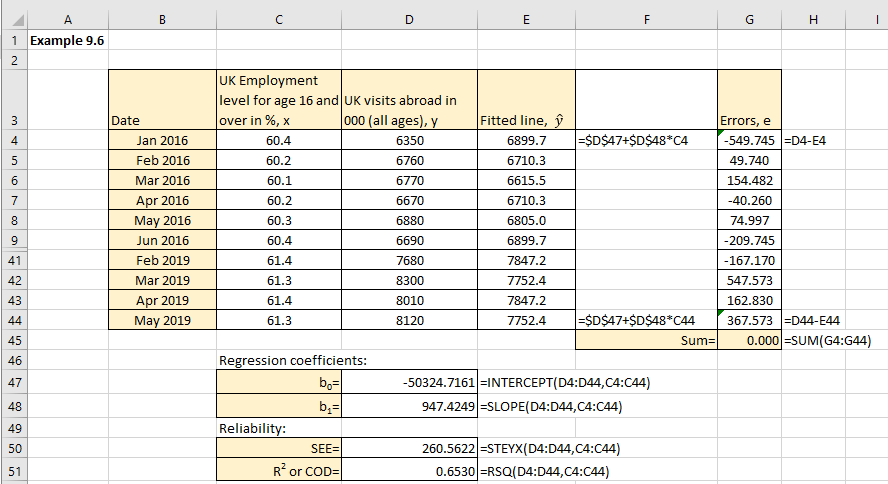 A B C D E F G H I
1 Example 9.6
2
3 Date UK Employment level for age 16 and over in %, x UK visits abroad in 000 (all ages), y Fitted line, ŷ Errors, e
4 Jan 2016 60.4 6350 6899.7 =$D$47+$D$48*C4 -549.745 =D4-E4
5 Feb 2016 60.2 6760 6710.3 49.740
6 Mar 2016 60.1 6770 6615.5 154.482
7 Apr 2016 60.2 6670 6710.3 -40.260
8 May 2016 60.3 6880 6805.0 74.997
9 Jun 2016 60.4 6690 6899.7 -209.745
41 Feb 2019 61.4 7680 7847.2 -167.170
42 Mar 2019 61.3 8300 7752.4 547.573
43 Apr 2019 61.4 8010 7847.2 162.830
44 May 2019 61.3 8120 7752.4 =$D$47+$D$48*C44 367.573 =D44-E44
45 Sum= 0.000 =SUM(G4:G44)
46 Regression coefficients:
47 b₀= -50324.7161 =INTERCEPT(D4:D44,C4:C44)
48 b₁= 947.4249 =SLOPE(D4:D44,C4:C44)
49 Reliability:
50 SEE= 260.5622 =STEYX(D4:D44,C4:C44)
51 R² or COD= 0.6530 =RSQ(D4:D44,C4:C44)